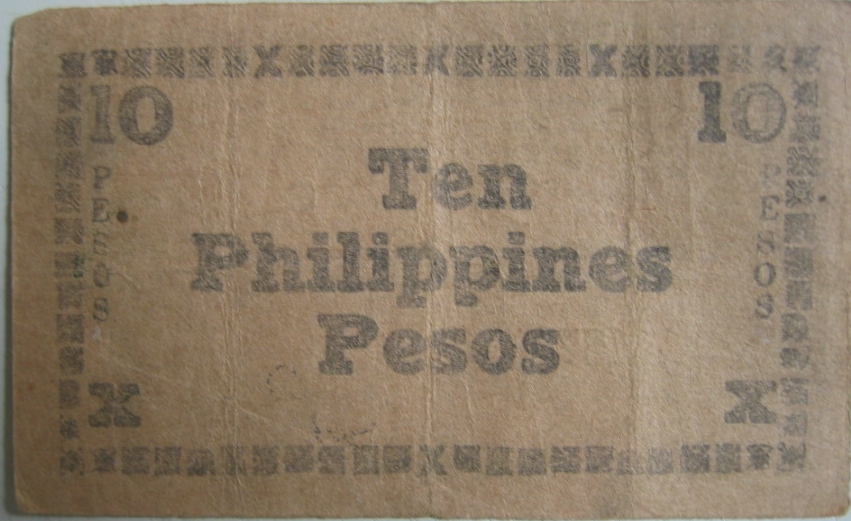 10 10
Ten
Philippines
Pesos
PESOS PESOS
X X